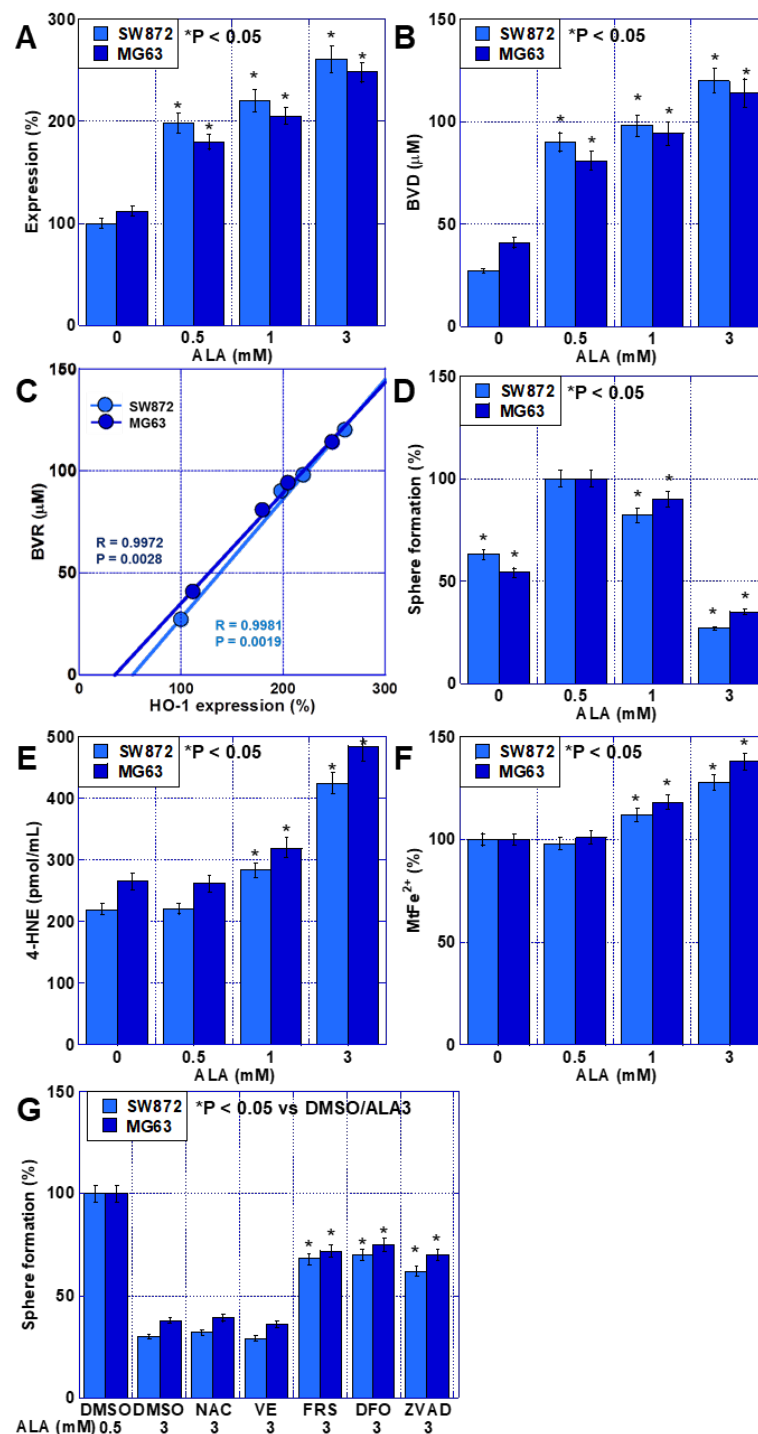 A
300
SW872
MG63
*P < 0.05
* * * * * *
200
100
0
Expression (%)
0 0.5 1 3
ALA (mM)
B
150
SW872
MG63
*P < 0.05
* * * * * *
100
50
0
BVD (μM)
0 0.5 1 3
ALA (mM)
C
150
SW872
MG63
100
50
0
BVR (μM)
R = 0.9972
P = 0.0028
R = 0.9981
P = 0.0019
100 200 300
HO-1 expression (%)
D
150
SW872
MG63
*P < 0.05
* * * * * *
100
50
0
Sphere formation (%)
0 0.5 1 3
ALA (mM)
E
500
SW872
MG63
*P < 0.05
* * * *
400
300
200
100
0
4-HNE (pmol/mL)
0 0.5 1 3
ALA (mM)
F
150
SW872
MG63
*P < 0.05
* * * *
100
50
0
MtFe²⁺ (%)
0 0.5 1 3
ALA (mM)
G
150
SW872
MG63
*P < 0.05 vs DMSO/ALA3
* * * * * *
100
50
0
Sphere formation (%)
DMSO DMSO NAC VE FRS DFO ZVAD
ALA (mM) 0.5 3 3 3 3 3 3